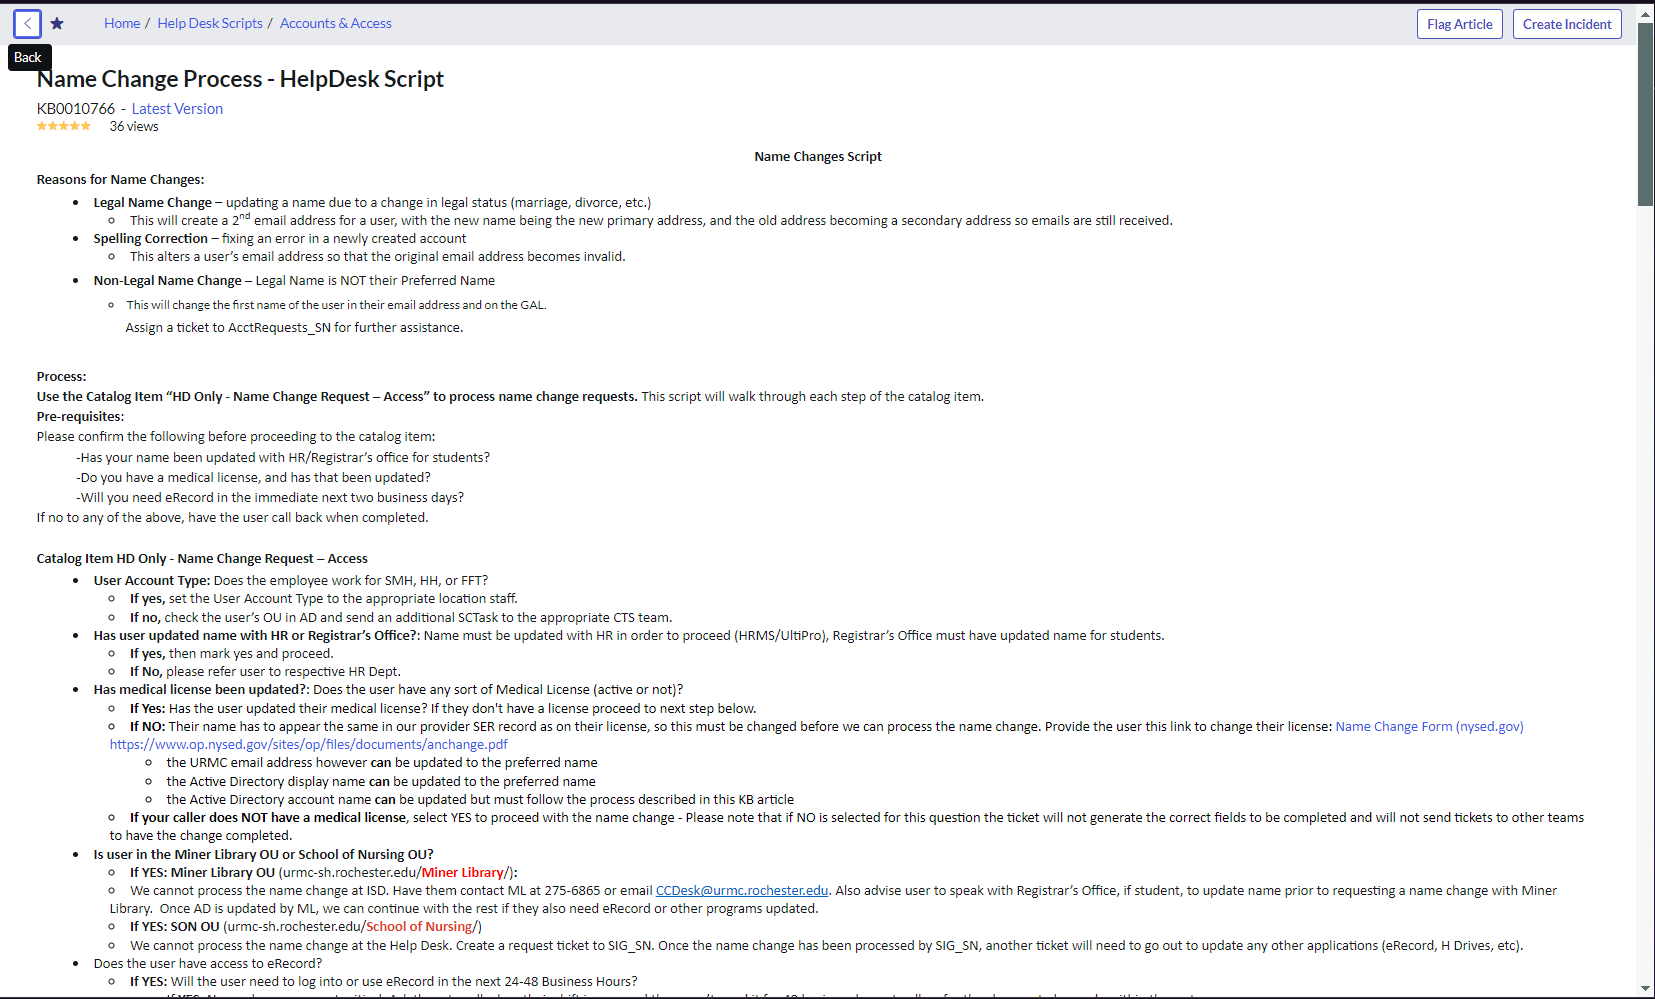 Home / Help Desk Scripts / Accounts & Access
Flag Article
Create Incident
Back
Name Change Process - HelpDesk Script
KB0010766 - Latest Version
36 views
Name Changes Script
Reasons for Name Changes:
• Legal Name Change – updating a name due to a change in legal status (marriage, divorce, etc.)
o This will create a 2nd email address for a user, with the new name being the new primary address, and the old address becoming a secondary address so emails are still received.
• Spelling Correction – fixing an error in a newly created account
o This alters a user’s email address so that the original email address becomes invalid.
• Non-Legal Name Change – Legal Name is NOT their Preferred Name
o This will change the first name of the user in their email address and on the GAL.
Assign a ticket to AcctRequests_SN for further assistance.
Process:
Use the Catalog Item “HD Only - Name Change Request – Access” to process name change requests. This script will walk through each step of the catalog item.
Pre-requisites:
Please confirm the following before proceeding to the catalog item:
-Has your name been updated with HR/Registrar’s office for students?
-Do you have a medical license, and has that been updated?
-Will you need eRecord in the immediate next two business days?
If no to any of the above, have the user call back when completed.
Catalog Item HD Only - Name Change Request – Access
• User Account Type: Does the employee work for SMH, HH, or FFT?
o If yes, set the User Account Type to the appropriate location staff.
o If no, check the user’s OU in AD and send an additional SCTask to the appropriate CTS team.
• Has user updated name with HR or Registrar’s Office?: Name must be updated with HR in order to proceed (HRMS/UltiPro), Registrar’s Office must have updated name for students.
o If yes, then mark yes and proceed.
o If No, please refer user to respective HR Dept.
• Has medical license been updated?: Does the user have any sort of Medical License (active or not)?
o If Yes: Has the user updated their medical license? If they don't have a license proceed to next step below.
o If NO: Their name has to appear the same in our provider SER record as on their license, so this must be changed before we can process the name change. Provide the user this link to change their license: Name Change Form (nysed.gov)
https://www.op.nysed.gov/sites/op/files/documents/anchange.pdf
o the URMC email address however can be updated to the preferred name
o the Active Directory display name can be updated to the preferred name
o the Active Directory account name can be updated but must follow the process described in this KB article
o If your caller does NOT have a medical license, select YES to proceed with the name change - Please note that if NO is selected for this question the ticket will not generate the correct fields to be completed and will not send tickets to other teams
to have the change completed.
• Is user in the Miner Library OU or School of Nursing OU?
o If YES: Miner Library OU (urmc-sh.rochester.edu/Miner Library/):
o We cannot process the name change at ISD. Have them contact ML at 275-6865 or email CCDesk@urmc.rochester.edu. Also advise user to speak with Registrar’s Office, if student, to update name prior to requesting a name change with Miner
Library. Once AD is updated by ML, we can continue with the rest if they also need eRecord or other programs updated.
o If YES: SON OU (urmc-sh.rochester.edu/School of Nursing/)
o We cannot process the name change at the Help Desk. Create a request ticket to SIG_SN. Once the name change has been processed by SIG_SN, another ticket will need to go out to update any other applications (eRecord, H Drives, etc).
• Does the user have access to eRecord?
o If YES: Will the user need to log into or use eRecord in the next 24-48 Business Hours?